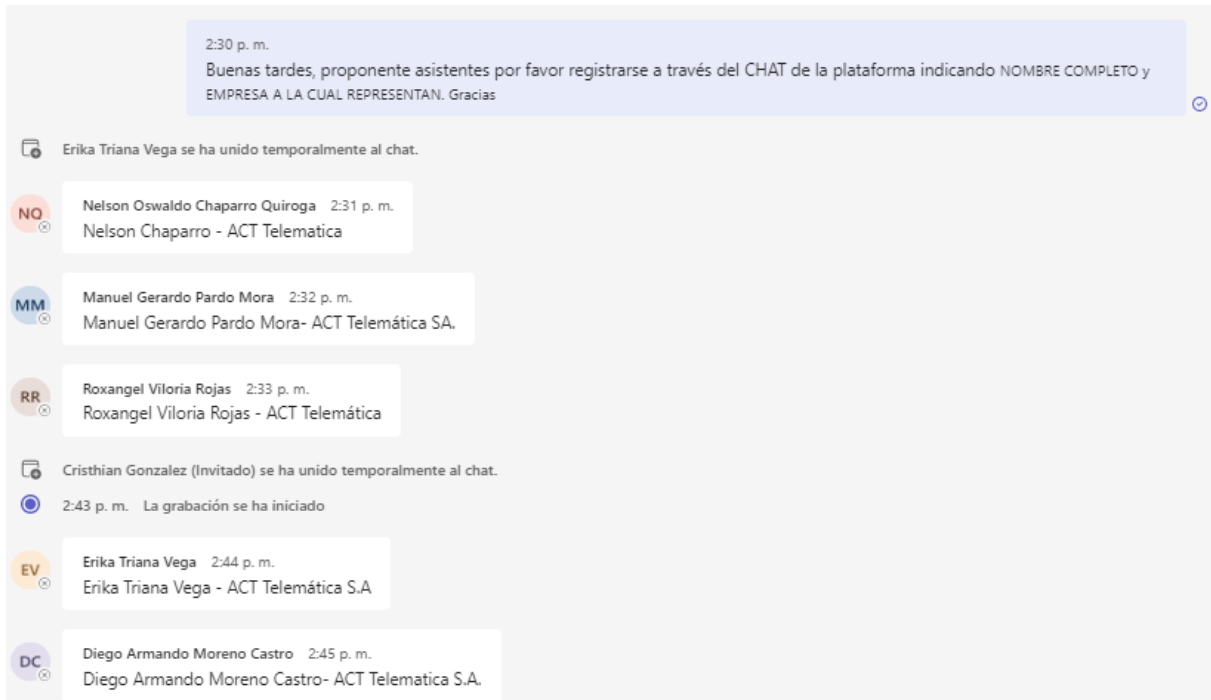 2:30 p. m.
Buenas tardes, proponente asistentes por favor registrarse a través del CHAT de la plataforma indicando NOMBRE COMPLETO y
EMPRESA A LA CUAL REPRESENTAN. Gracias
Erika Triana Vega se ha unido temporalmente al chat.
NQ
Nelson Oswaldo Chaparro Quiroga 2:31 p. m.
Nelson Chaparro - ACT Telematica
MM
Manuel Gerardo Pardo Mora 2:32 p. m.
Manuel Gerardo Pardo Mora- ACT Telemática SA.
RR
Roxangel Viloria Rojas 2:33 p. m.
Roxangel Viloria Rojas - ACT Telemática
Cristhian Gonzalez (Invitado) se ha unido temporalmente al chat.
2:43 p. m. La grabación se ha iniciado
EV
Erika Triana Vega 2:44 p. m.
Erika Triana Vega - ACT Telemática S.A
DC
Diego Armando Moreno Castro 2:45 p. m.
Diego Armando Moreno Castro- ACT Telematica S.A.